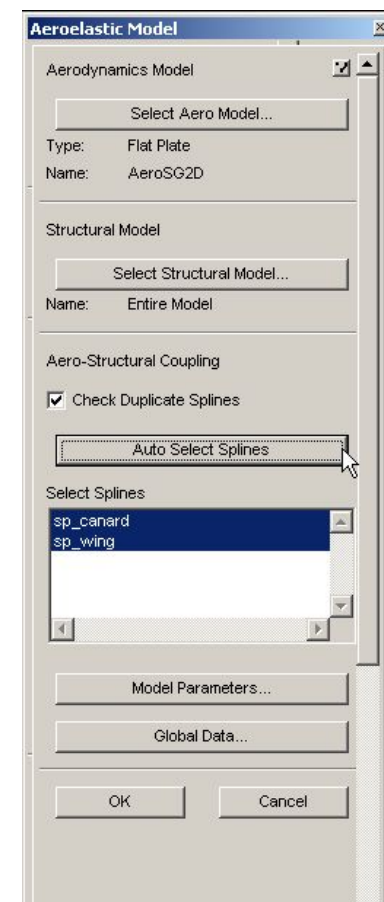 Aeroelastic Model
Aerodynamics Model
Select Aero Model...
Type: Flat Plate
Name: AeroSG2D
Structural Model
Select Structural Model...
Name: Entire Model
Aero-Structural Coupling
Check Duplicate Splines
Auto Select Splines
Select Splines
sp_canard
sp_wing
Model Parameters...
Global Data...
OK Cancel